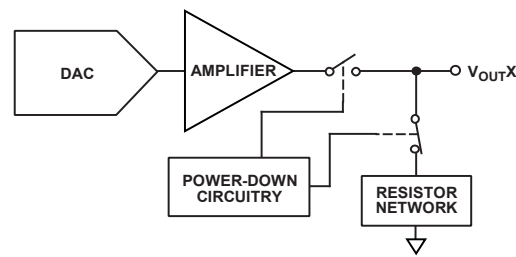 DAC
AMPLIFIER
VOUTX
POWER-DOWN
CIRCUITRY
RESISTOR
NETWORK